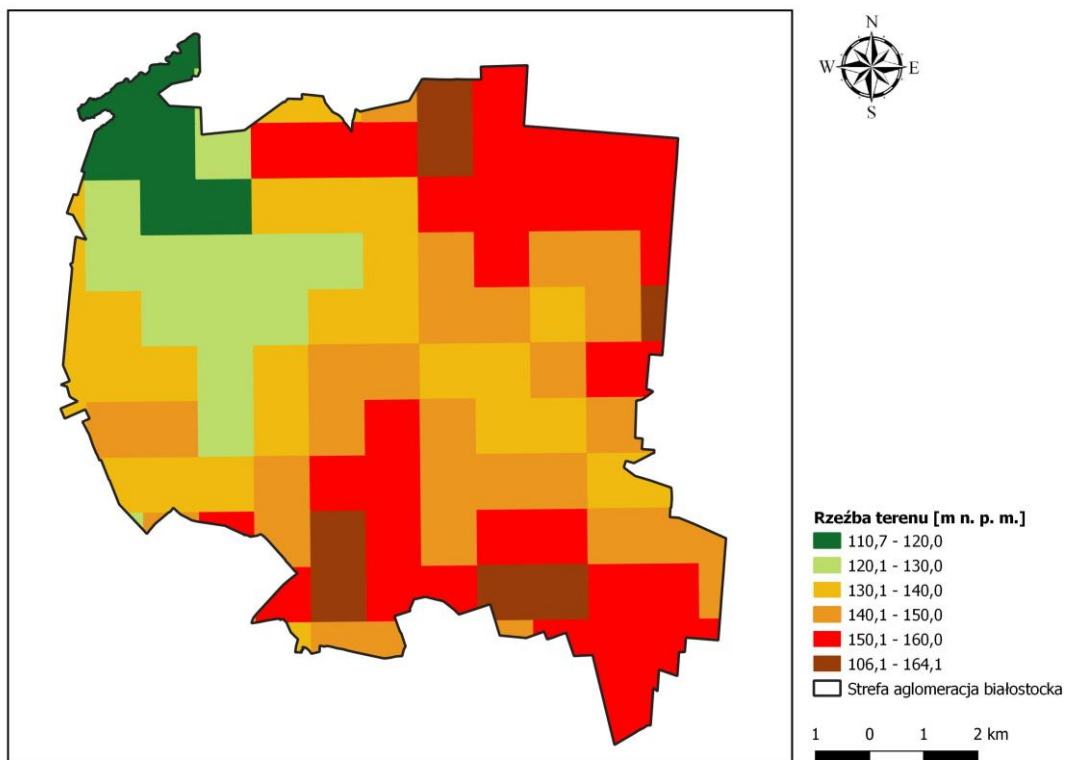 N
W E
S
Rzeźba terenu [m n. p. m.]
110,7 - 120,0
120,1 - 130,0
130,1 - 140,0
140,1 - 150,0
150,1 - 160,0
106,1 - 164,1
Strefa aglomeracja białostocka
1 0 1 2 km